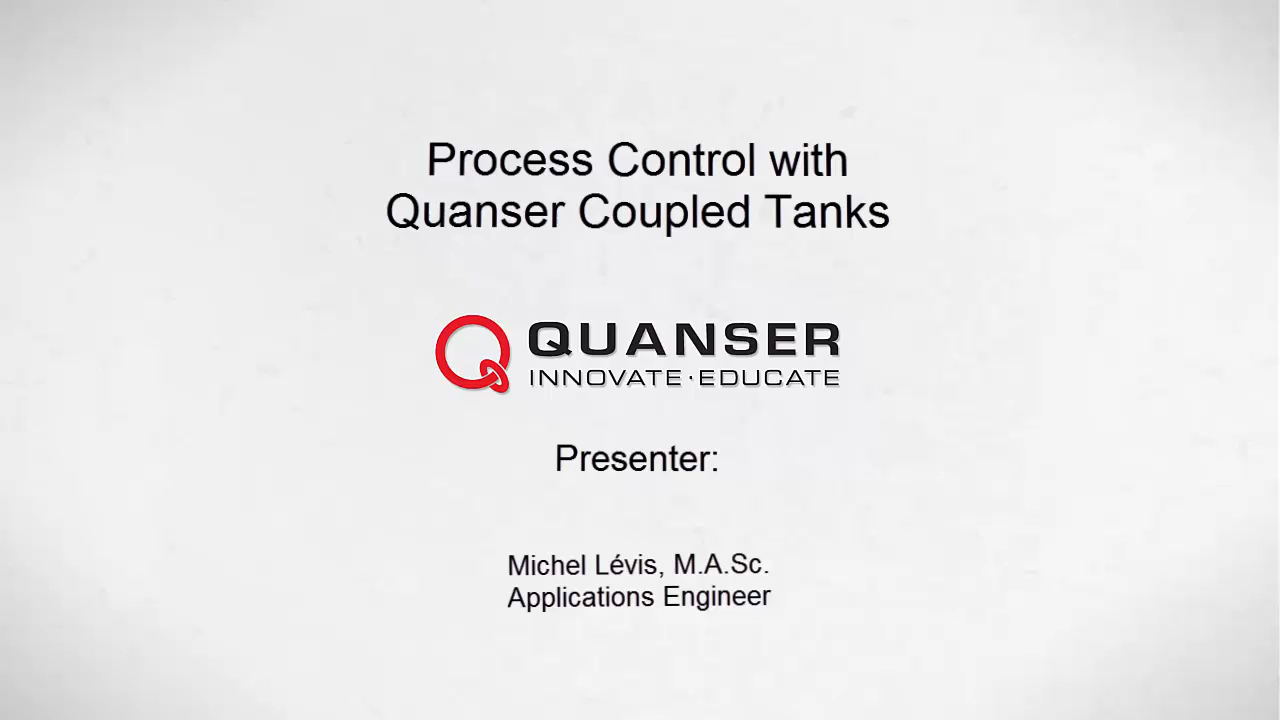 Process Control with
Quanser Coupled Tanks
QUANSER
INNOVATE·EDUCATE
Presenter:
Michel Lévis, M.A.Sc.
Applications Engineer